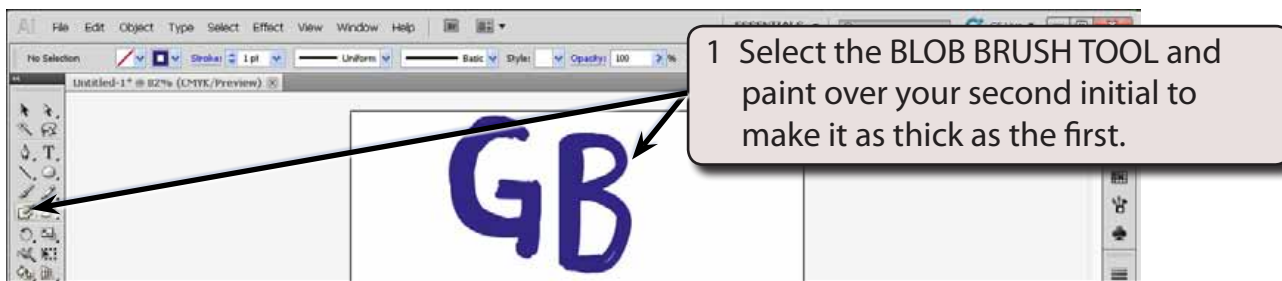 Ai File Edit Object Type Select Effect View Window Help
No Selection Stroke: 1 pt Uniform Basic Style: Opacity: 100 %
Untitled-1* @ 82% (CMYK/Preview)
1 Select the BLOB BRUSH TOOL and
paint over your second initial to
make it as thick as the first.
GB